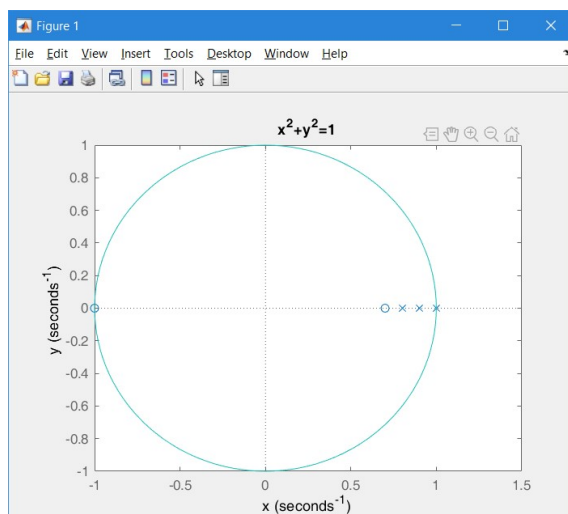 Figure 1
File Edit View Insert Tools Desktop Window Help
x²+y²=1
1
0.8
0.6
0.4
0.2
0
-0.2
-0.4
-0.6
-0.8
-1
y (seconds⁻¹)
-1 -0.5 0 0.5 1 1.5
x (seconds⁻¹)